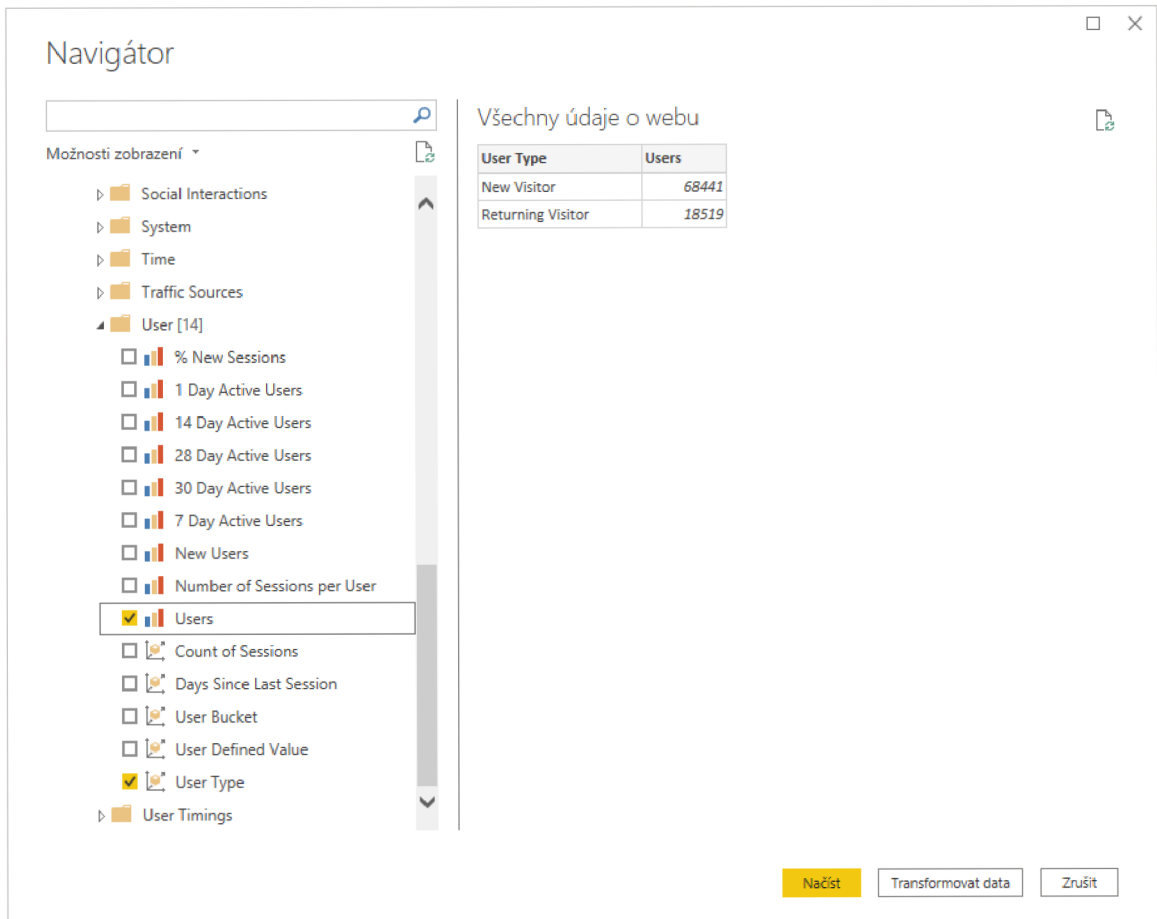 Navigátor
Možnosti zobrazení
Social Interactions
System
Time
Traffic Sources
User [14]
% New Sessions
1 Day Active Users
14 Day Active Users
28 Day Active Users
30 Day Active Users
7 Day Active Users
New Users
Number of Sessions per User
Users
Count of Sessions
Days Since Last Session
User Bucket
User Defined Value
User Type
User Timings
Všechny údaje o webu
User Type Users
New Visitor 68441
Returning Visitor 18519
Načíst Transformovat data Zrušit